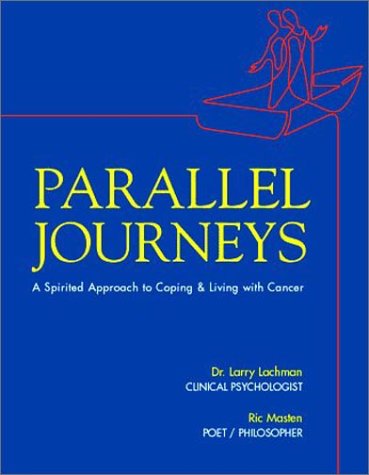 PARALLEL
JOURNEYS
A Spirited Approach to Coping & Living with Cancer
Dr. Larry Lachman
CLINICAL PSYCHOLOGIST
Ric Masten
POET / PHILOSOPHER